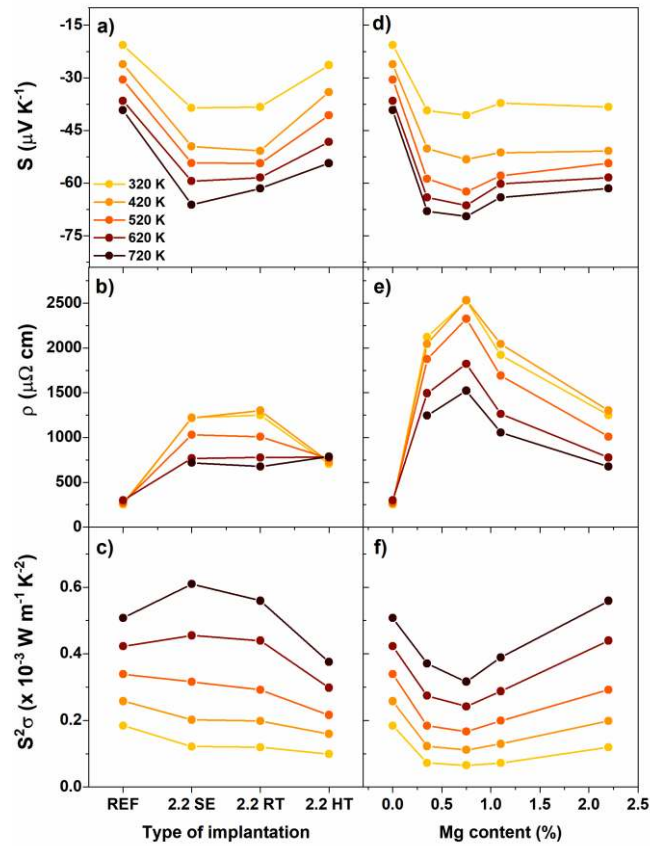 a)
d)
-15
-30
-45
-60
-75
S (μV K⁻¹)
320 K
420 K
520 K
620 K
720 K
b)
e)
2500
2000
1500
1000
500
0
ρ (μΩ cm)
c)
f)
0.6
0.4
0.2
0.0
S²σ (x 10⁻³ W m⁻¹ K⁻²)
REF 2.2 SE 2.2 RT 2.2 HT
0.0 0.5 1.0 1.5 2.0 2.5
Type of implantation
Mg content (%)